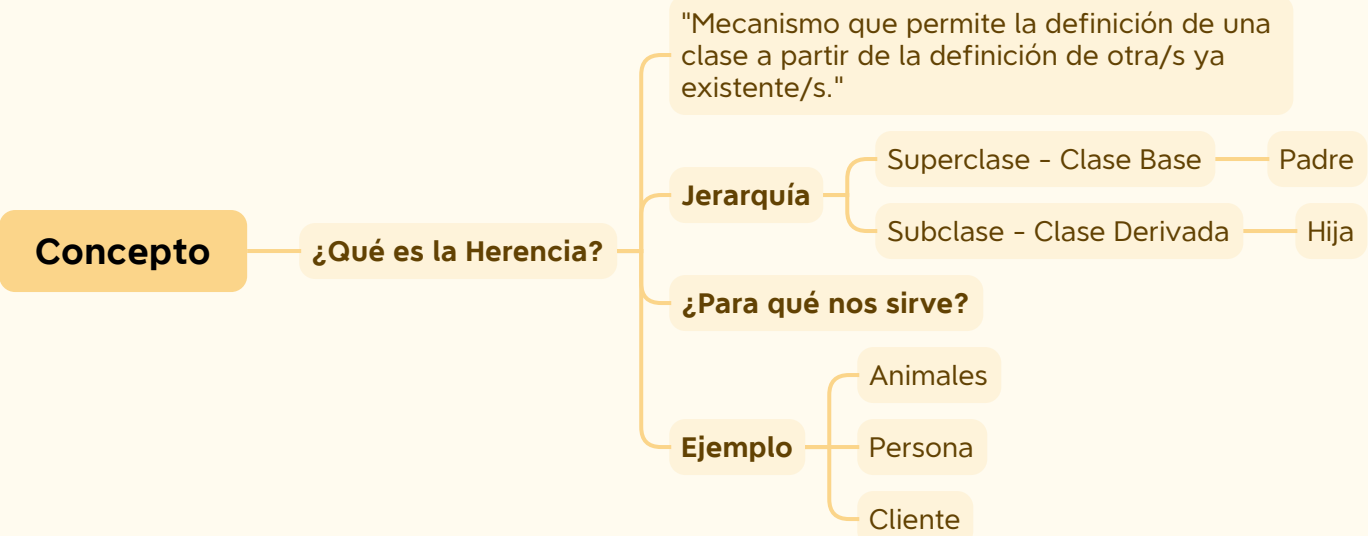 "Mecanismo que permite la definición de una
clase a partir de la definición de otra/s ya
existente/s."
Superclase - Clase Base
Padre
Jerarquía
Subclase - Clase Derivada
Hija
Concepto
¿Qué es la Herencia?
¿Para qué nos sirve?
Animales
Ejemplo
Persona
Cliente